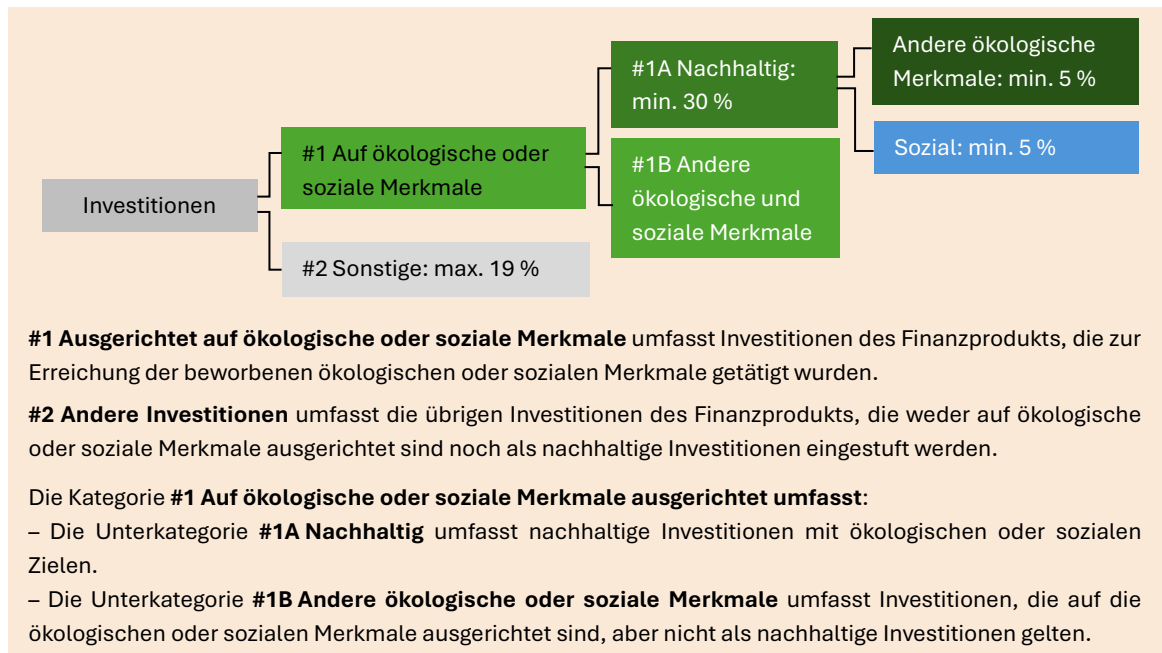 Andere ökologische
Merkmale: min. 5 %
#1A Nachhaltig:
min. 30 %
Sozial: min. 5 %
#1 Auf ökologische oder
soziale Merkmale
#1B Andere
ökologische und
soziale Merkmale
Investitionen
#2 Sonstige: max. 19 %
#1 Ausgerichtet auf ökologische oder soziale Merkmale umfasst Investitionen des Finanzprodukts, die zur
Erreichung der beworbenen ökologischen oder sozialen Merkmale getätigt wurden.
#2 Andere Investitionen umfasst die übrigen Investitionen des Finanzprodukts, die weder auf ökologische
oder soziale Merkmale ausgerichtet sind noch als nachhaltige Investitionen eingestuft werden.
Die Kategorie #1 Auf ökologische oder soziale Merkmale ausgerichtet umfasst:
– Die Unterkategorie #1A Nachhaltig umfasst nachhaltige Investitionen mit ökologischen oder sozialen
Zielen.
– Die Unterkategorie #1B Andere ökologische oder soziale Merkmale umfasst Investitionen, die auf die
ökologischen oder sozialen Merkmale ausgerichtet sind, aber nicht als nachhaltige Investitionen gelten.